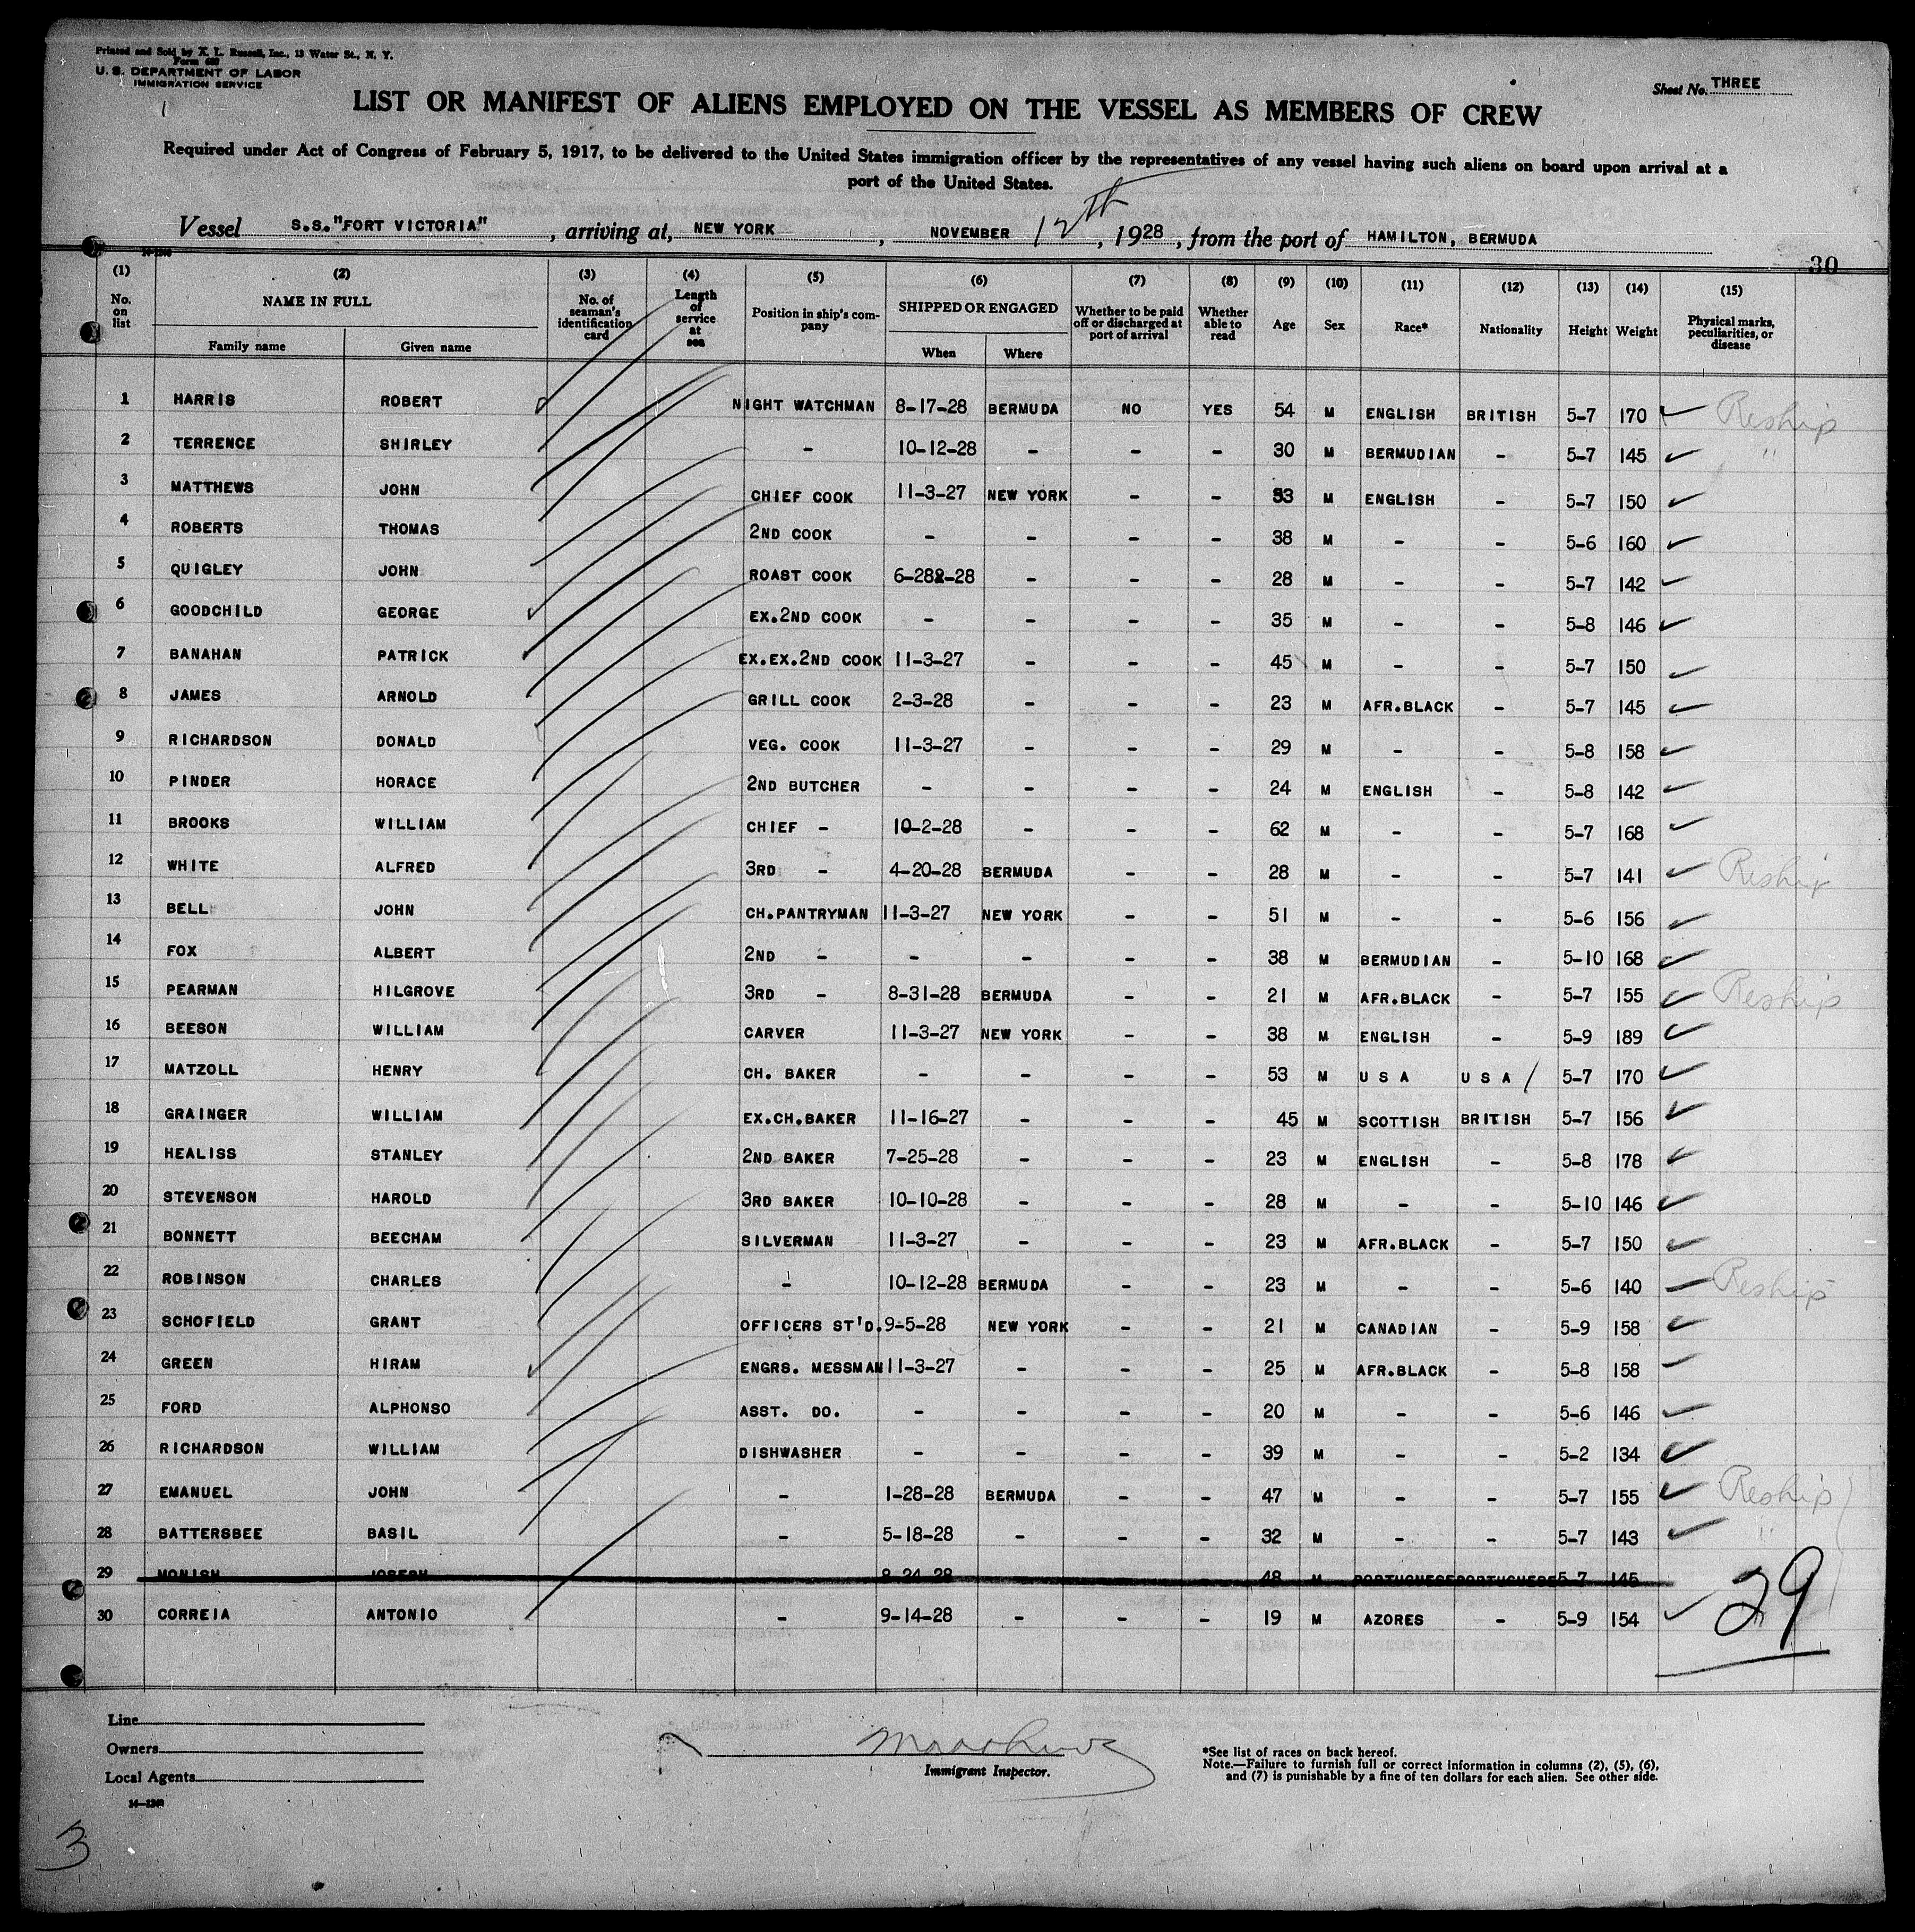 Printed and Sold by X. L. Russell, Inc., 13 Water St., N. Y.
Form 680
U. S. DEPARTMENT OF LABOR
IMMIGRATION SERVICE
Sheet No. THREE
LIST OR MANIFEST OF ALIENS EMPLOYED ON THE VESSEL AS MEMBERS OF CREW
Required under Act of Congress of February 5, 1917, to be delivered to the United States immigration officer by the representatives of any vessel having such aliens on board upon arrival at a
port of the United States.
Vessel S.S."FORT VICTORIA", arriving at, NEW YORK, NOVEMBER 12th, 1928, from the port of HAMILTON, BERMUDA
30
(1) (2) (3) (4) (5) (6) (7) (8) (9) (10) (11) (12) (13) (14) (15)
No. on list NAME IN FULL Family name Given name No. of seaman's identification card Length of service at sea Position in ship's company SHIPPED OR ENGAGED When Where Whether to be paid off or discharged at port of arrival Whether able to read Age Sex Race* Nationality Height Weight Physical marks, peculiarities, or disease
1 HARRIS ROBERT NIGHT WATCHMAN 8-17-28 BERMUDA NO YES 54 M ENGLISH BRITISH 5-7 170 Reship
2 TERRENCE SHIRLEY - 10-12-28 - - - 30 M BERMUDIAN - 5-7 145 "
3 MATTHEWS JOHN CHIEF COOK 11-3-27 NEW YORK - - 53 M ENGLISH - 5-7 150
4 ROBERTS THOMAS 2ND COOK - - - - 38 M - - 5-6 160
5 QUIGLEY JOHN ROAST COOK 6-282-28 - - - 28 M - - 5-7 142
6 GOODCHILD GEORGE EX.2ND COOK - - - - 35 M - - 5-8 146
7 BANAHAN PATRICK EX.EX.2ND COOK 11-3-27 - - - 45 M - - 5-7 150
8 JAMES ARNOLD GRILL COOK 2-3-28 - - - 23 M AFR.BLACK - 5-7 145
9 RICHARDSON DONALD VEG. COOK 11-3-27 - - - 29 M - - 5-8 158
10 PINDER HORACE 2ND BUTCHER - - - - 24 M ENGLISH - 5-8 142
11 BROOKS WILLIAM CHIEF - 10-2-28 - - - 62 M - - 5-7 168
12 WHITE ALFRED 3RD - 4-20-28 BERMUDA - - 28 M - - 5-7 141 Reship
13 BELL JOHN CH.PANTRYMAN 11-3-27 NEW YORK - - 51 M - - 5-6 156
14 FOX ALBERT 2ND - - - - - 38 M BERMUDIAN - 5-10 168
15 PEARMAN HILGROVE 3RD - 8-31-28 BERMUDA - - 21 M AFR.BLACK - 5-7 155 Reship
16 BEESON WILLIAM CARVER 11-3-27 NEW YORK - - 38 M ENGLISH - 5-9 189
17 MATZOLL HENRY CH. BAKER - - - - 53 M U S A U S A / 5-7 170
18 GRAINGER WILLIAM EX.CH.BAKER 11-16-27 - - - 45 M SCOTTISH BRITISH 5-7 156
19 HEALISS STANLEY 2ND BAKER 7-25-28 - - - 23 M ENGLISH - 5-8 178
20 STEVENSON HAROLD 3RD BAKER 10-10-28 - - - 28 M - - 5-10 146
21 BONNETT BEECHAM SILVERMAN 11-3-27 - - - 23 M AFR.BLACK - 5-7 150
22 ROBINSON CHARLES - 10-12-28 BERMUDA - - 23 M - - 5-6 140 Reship
23 SCHOFIELD GRANT OFFICERS ST'D. 9-5-28 NEW YORK - - 21 M CANADIAN - 5-9 158
24 GREEN HIRAM ENGRS. MESSMAN 11-3-27 - - - 25 M AFR.BLACK - 5-8 158
25 FORD ALPHONSO ASST. DO. - - - - 20 M - - 5-6 146
26 RICHARDSON WILLIAM DISHWASHER - - - - 39 M - - 5-2 134
27 EMANUEL JOHN - 1-28-28 BERMUDA - - 47 M - - 5-7 155 Reship
28 BATTERSBEE BASIL - 5-18-28 - - - 32 M - - 5-7 143 "
29 MONISH JOSEPH 8-24-28 48 M PORTUGUESE PORTUGUESE 5-7 145
30 CORREIA ANTONIO - 9-14-28 - - - 19 M AZORES - 5-9 154 "
29
Line
Owners
Local Agents
Immigrant Inspector.
*See list of races on back hereof.
Note.—Failure to furnish full or correct information in columns (2), (5), (6),
and (7) is punishable by a fine of ten dollars for each alien. See other side.
3